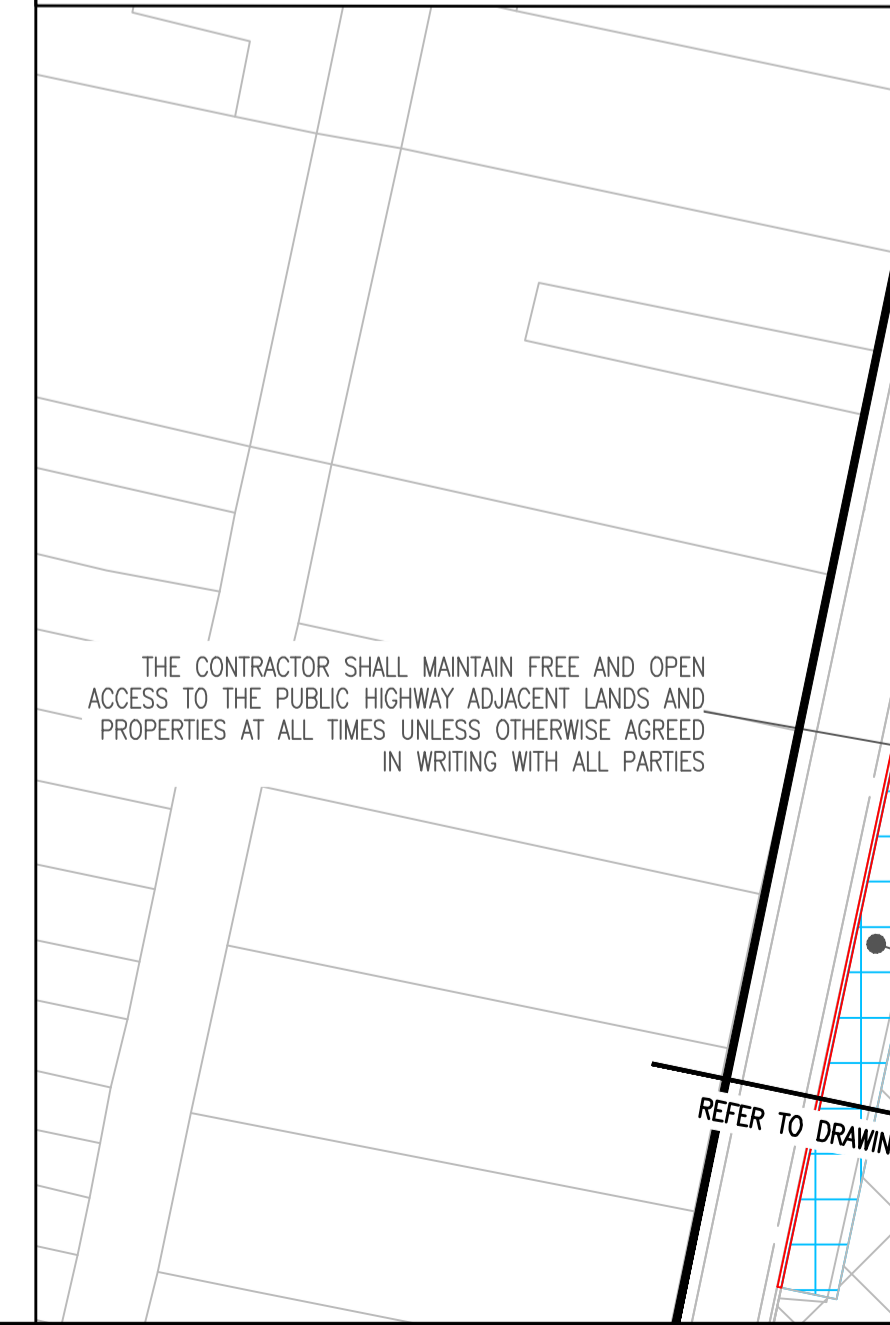 THE CONTRACTOR SHALL MAINTAIN FREE AND OPEN
ACCESS TO THE PUBLIC HIGHWAY ADJACENT LANDS AND
PROPERTIES AT ALL TIMES UNLESS OTHERWISE AGREED
IN WRITING WITH ALL PARTIES
REFER TO